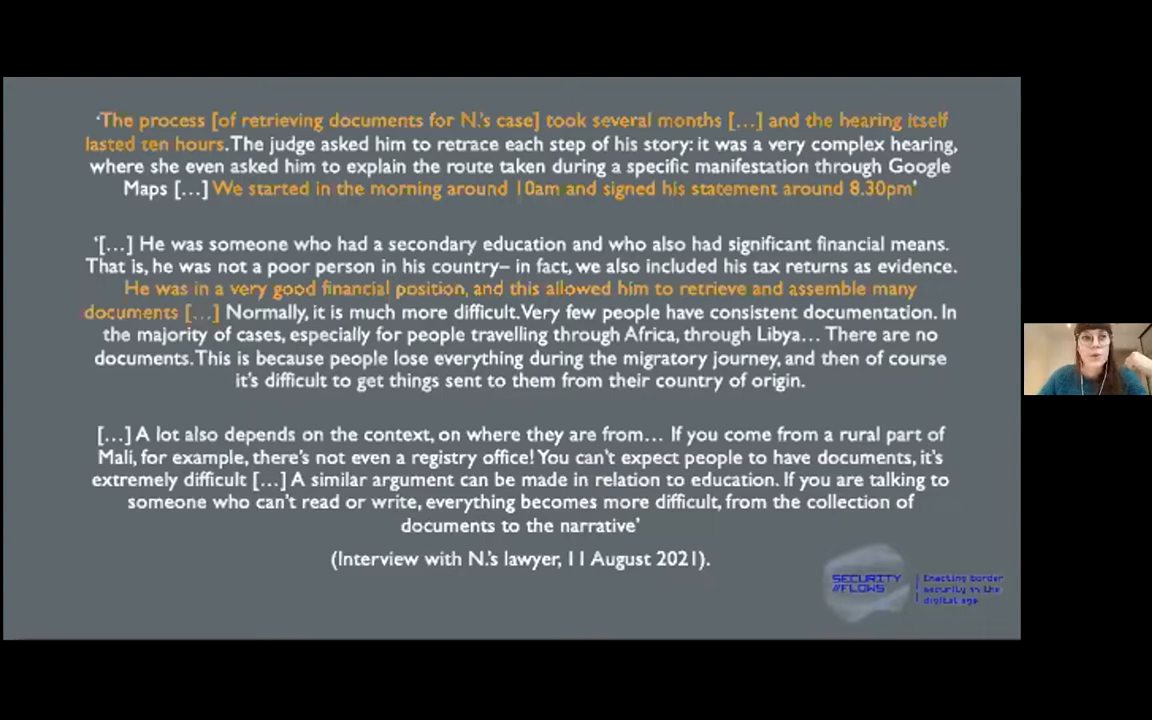 ‘The process [of retrieving documents for N.’s case] took several months […] and the hearing itself
lasted ten hours. The judge asked him to retrace each step of his story: it was a very complex hearing,
where she even asked him to explain the route taken during a specific manifestation through Google
Maps […] We started in the morning around 10am and signed his statement around 8.30pm’
‘[…] He was someone who had a secondary education and who also had significant financial means.
That is, he was not a poor person in his country– in fact, we also included his tax returns as evidence.
He was in a very good financial position, and this allowed him to retrieve and assemble many
documents […] Normally, it is much more difficult. Very few people have consistent documentation. In
the majority of cases, especially for people travelling through Africa, through Libya… There are no
documents. This is because people lose everything during the migratory journey, and then of course
it’s difficult to get things sent to them from their country of origin.
[…] A lot also depends on the context, on where they are from… If you come from a rural part of
Mali, for example, there’s not even a registry office! You can’t expect people to have documents, it’s
extremely difficult […] A similar argument can be made in relation to education. If you are talking to
someone who can’t read or write, everything becomes more difficult, from the collection of
documents to the narrative’
(Interview with N.’s lawyer, 11 August 2021).
SECURITY
//FLOWS
Enacting border
security in the
digital age